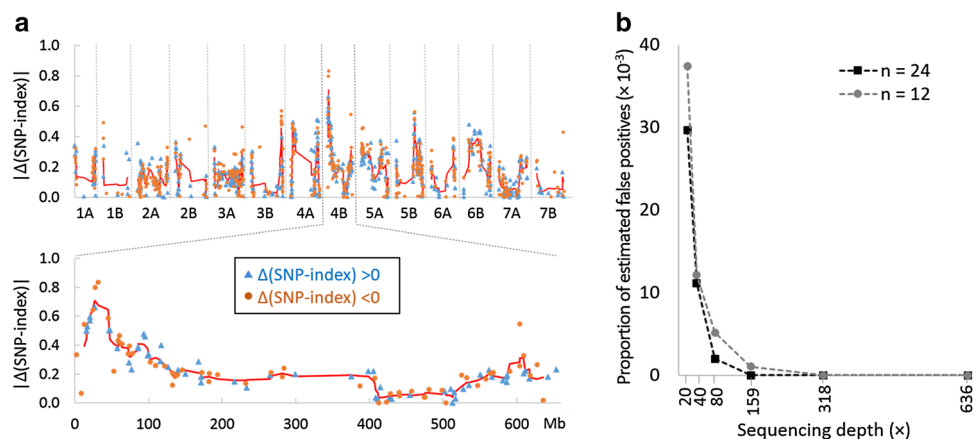 a
|Δ(SNP-index)|
1.0
0.8
0.6
0.4
0.2
0.0
1A 1B 2A 2B 3A 3B 4A 4B 5A 5B 6A 6B 7A 7B
|Δ(SNP-index)|
1.0
0.8
0.6
0.4
0.2
0
Δ(SNP-index) >0
Δ(SNP-index) <0
0 100 200 300 400 500 600 Mb
b
Proportion of estimated false positives (× 10⁻³)
40
30
20
10
0
n = 24
n = 12
20 40 80 159 318 636
Sequencing depth (×)